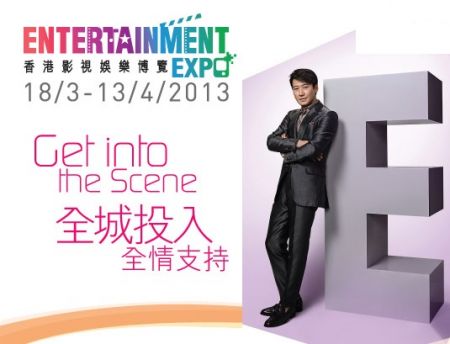 ENTERTAINMENT
香港影視娛樂博覽 EXPO
18/3-13/4/2013
Get into
the Scene
全城投入
全情支持
E